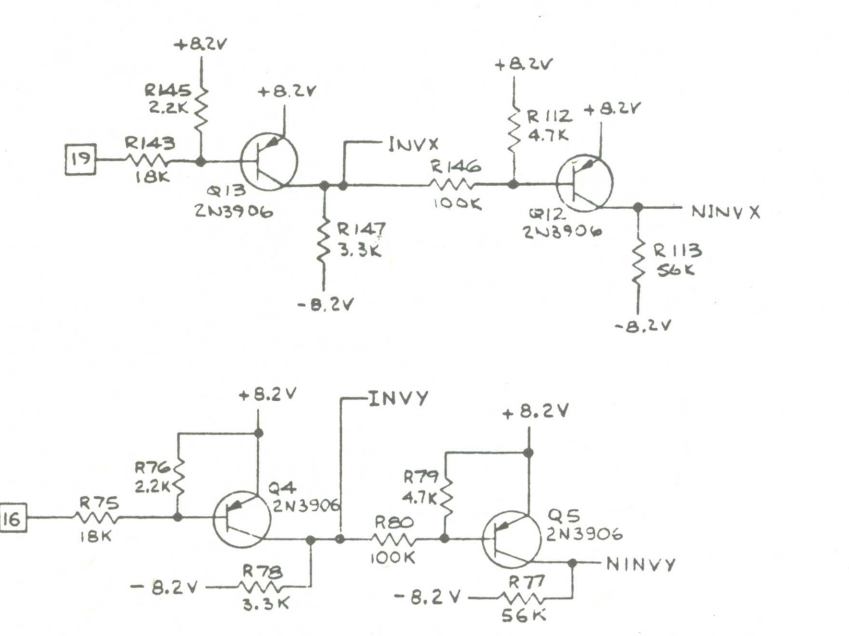 +8.2V
R145
2.2K
+8.2V
+8.2V
R112
4.7K
+8.2V
19
R143
18K
INVX
Q13
2N3906
R146
100K
Q12
2N3906
NINVX
R147
3.3K
R113
56K
-8.2V
-8.2V
+8.2V
INVY
+8.2V
R76
2.2K
Q4
2N3906
R79
4.7K
16
R75
18K
R80
100K
Q5
2N3906
NINVY
-8.2V
R78
3.3K
-8.2V
R77
56K